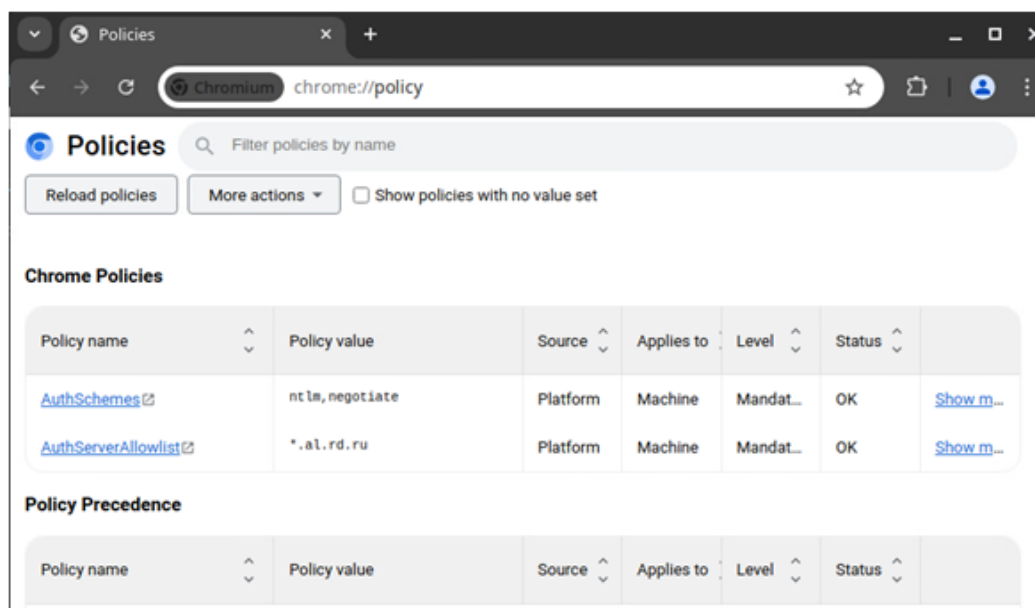 Policies
Chromium chrome://policy
Policies Filter policies by name
Reload policies More actions Show policies with no value set
Chrome Policies
Policy name Policy value Source Applies to Level Status
AuthSchemes ntlm,negotiate Platform Machine Mandat... OK Show m...
AuthServerAllowlist *.al.rd.ru Platform Machine Mandat... OK Show m...
Policy Precedence
Policy name Policy value Source Applies to Level Status